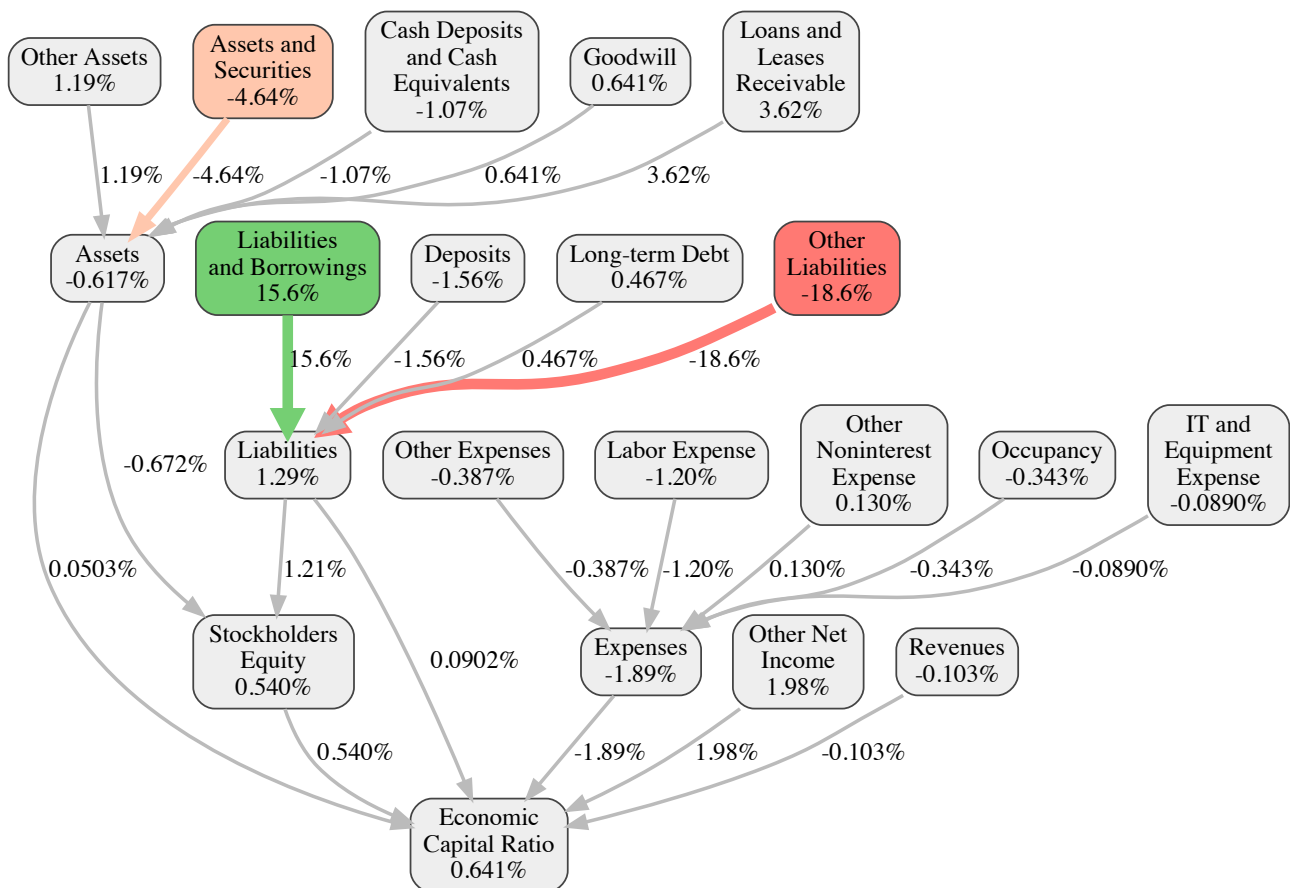 Other Assets
1.19%
Assets and
Securities
-4.64%
Cash Deposits
and Cash
Equivalents
-1.07%
Goodwill
0.641%
Loans and
Leases
Receivable
3.62%
1.19%
-4.64%
-1.07%
0.641%
3.62%
Assets
-0.617%
Liabilities
and Borrowings
15.6%
Deposits
-1.56%
Long-term Debt
0.467%
Other
Liabilities
-18.6%
15.6%
-1.56%
0.467%
-18.6%
-0.672%
Liabilities
1.29%
Other Expenses
-0.387%
Labor Expense
-1.20%
Other
Noninterest
Expense
0.130%
Occupancy
-0.343%
IT and
Equipment
Expense
-0.0890%
0.0503%
1.21%
-0.387%
-1.20%
0.130%
-0.343%
-0.0890%
Stockholders
Equity
0.540%
0.0902%
Expenses
-1.89%
Other Net
Income
1.98%
Revenues
-0.103%
0.540%
-1.89%
1.98%
-0.103%
Economic
Capital Ratio
0.641%